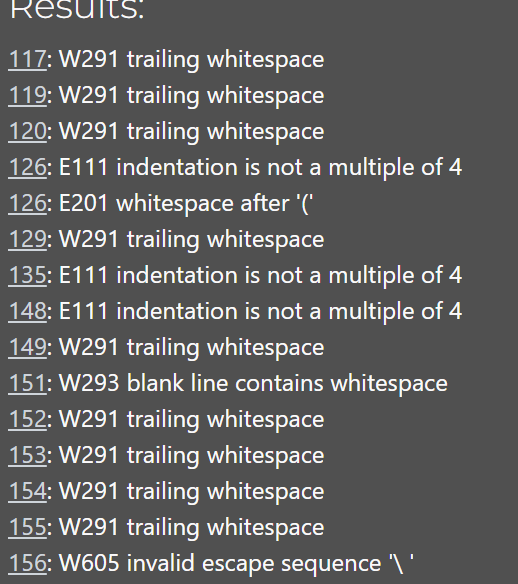 Results:
117: W291 trailing whitespace
119: W291 trailing whitespace
120: W291 trailing whitespace
126: E111 indentation is not a multiple of 4
126: E201 whitespace after '('
129: W291 trailing whitespace
135: E111 indentation is not a multiple of 4
148: E111 indentation is not a multiple of 4
149: W291 trailing whitespace
151: W293 blank line contains whitespace
152: W291 trailing whitespace
153: W291 trailing whitespace
154: W291 trailing whitespace
155: W291 trailing whitespace
156: W605 invalid escape sequence '\ '